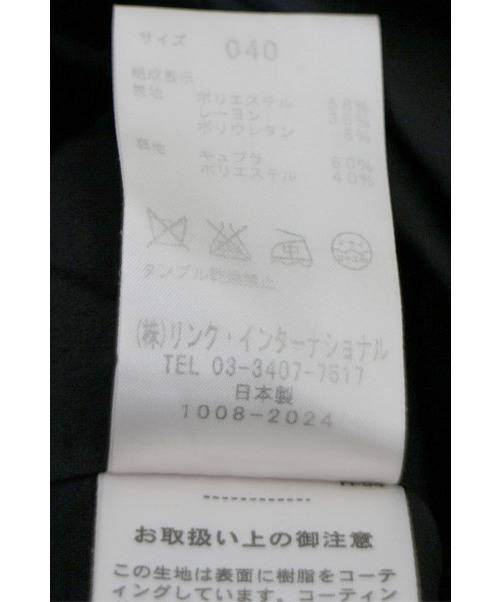 サイズ 040
組成表示
表地 ポリエステル 58%
レーヨン 36%
ポリウレタン 6%
裏地 キュプラ 60%
ポリエステル 40%
タンブル乾燥禁止
(株)リンク・インターナショナル
TEL 03-3407-7517
日本製
1008-2024
お取扱い上の御注意
この生地は表面に樹脂をコーテ
ィングしています。コーティン